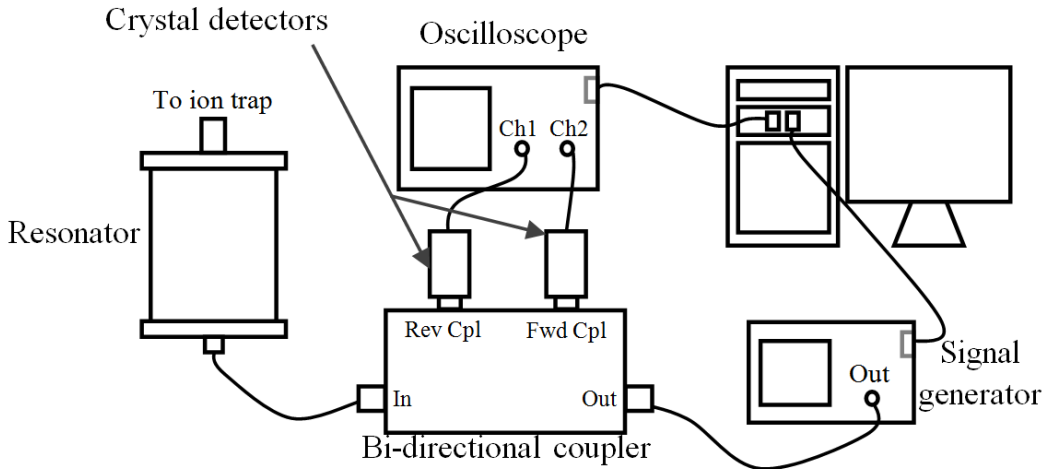 Crystal detectors
Oscilloscope
To ion trap
Ch1 Ch2
Resonator
Rev Cpl Fwd Cpl
Signal
generator
Out
In Out
Bi-directional coupler